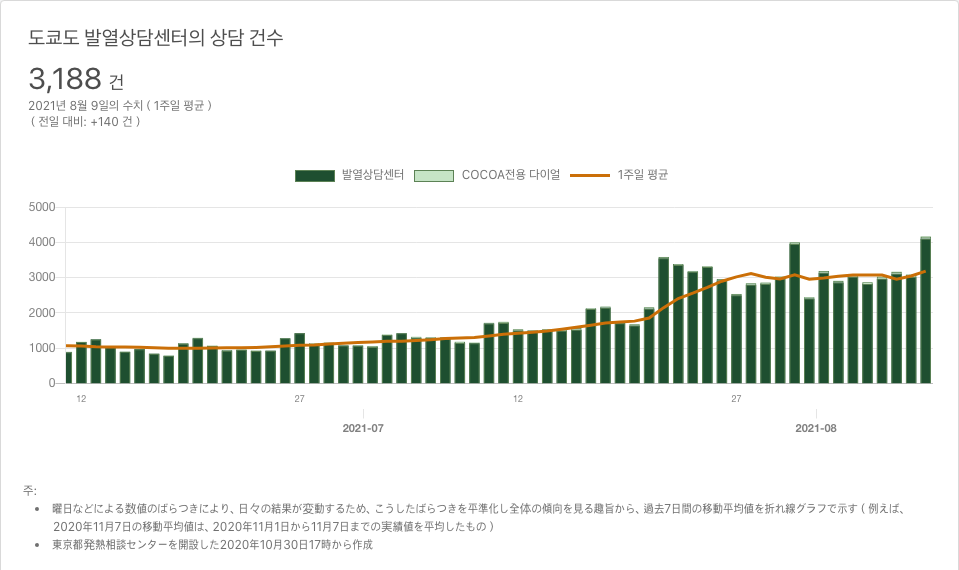 도쿄도 발열상담센터의 상담 건수
3,188 건
2021년 8월 9일의 수치 ( 1주일 평균 )
( 전일 대비: +140 건 )
발열상담센터 COCOA전용 다이얼 1주일 평균
5000
4000
3000
2000
1000
0
12 27 12 27
2021-07 2021-08
주:
曜日などによる数値のばらつきにより、日々の結果が変動するため、こうしたばらつきを平準化し全体の傾向を見る趣旨から、過去7日間の移動平均値を折れ線グラフで示す ( 例えば、
2020年11月7日の移動平均値は、2020年11月1日から11月7日までの実績値を平均したもの )
東京都発熱相談センターを開設した2020年10月30日17時から作成